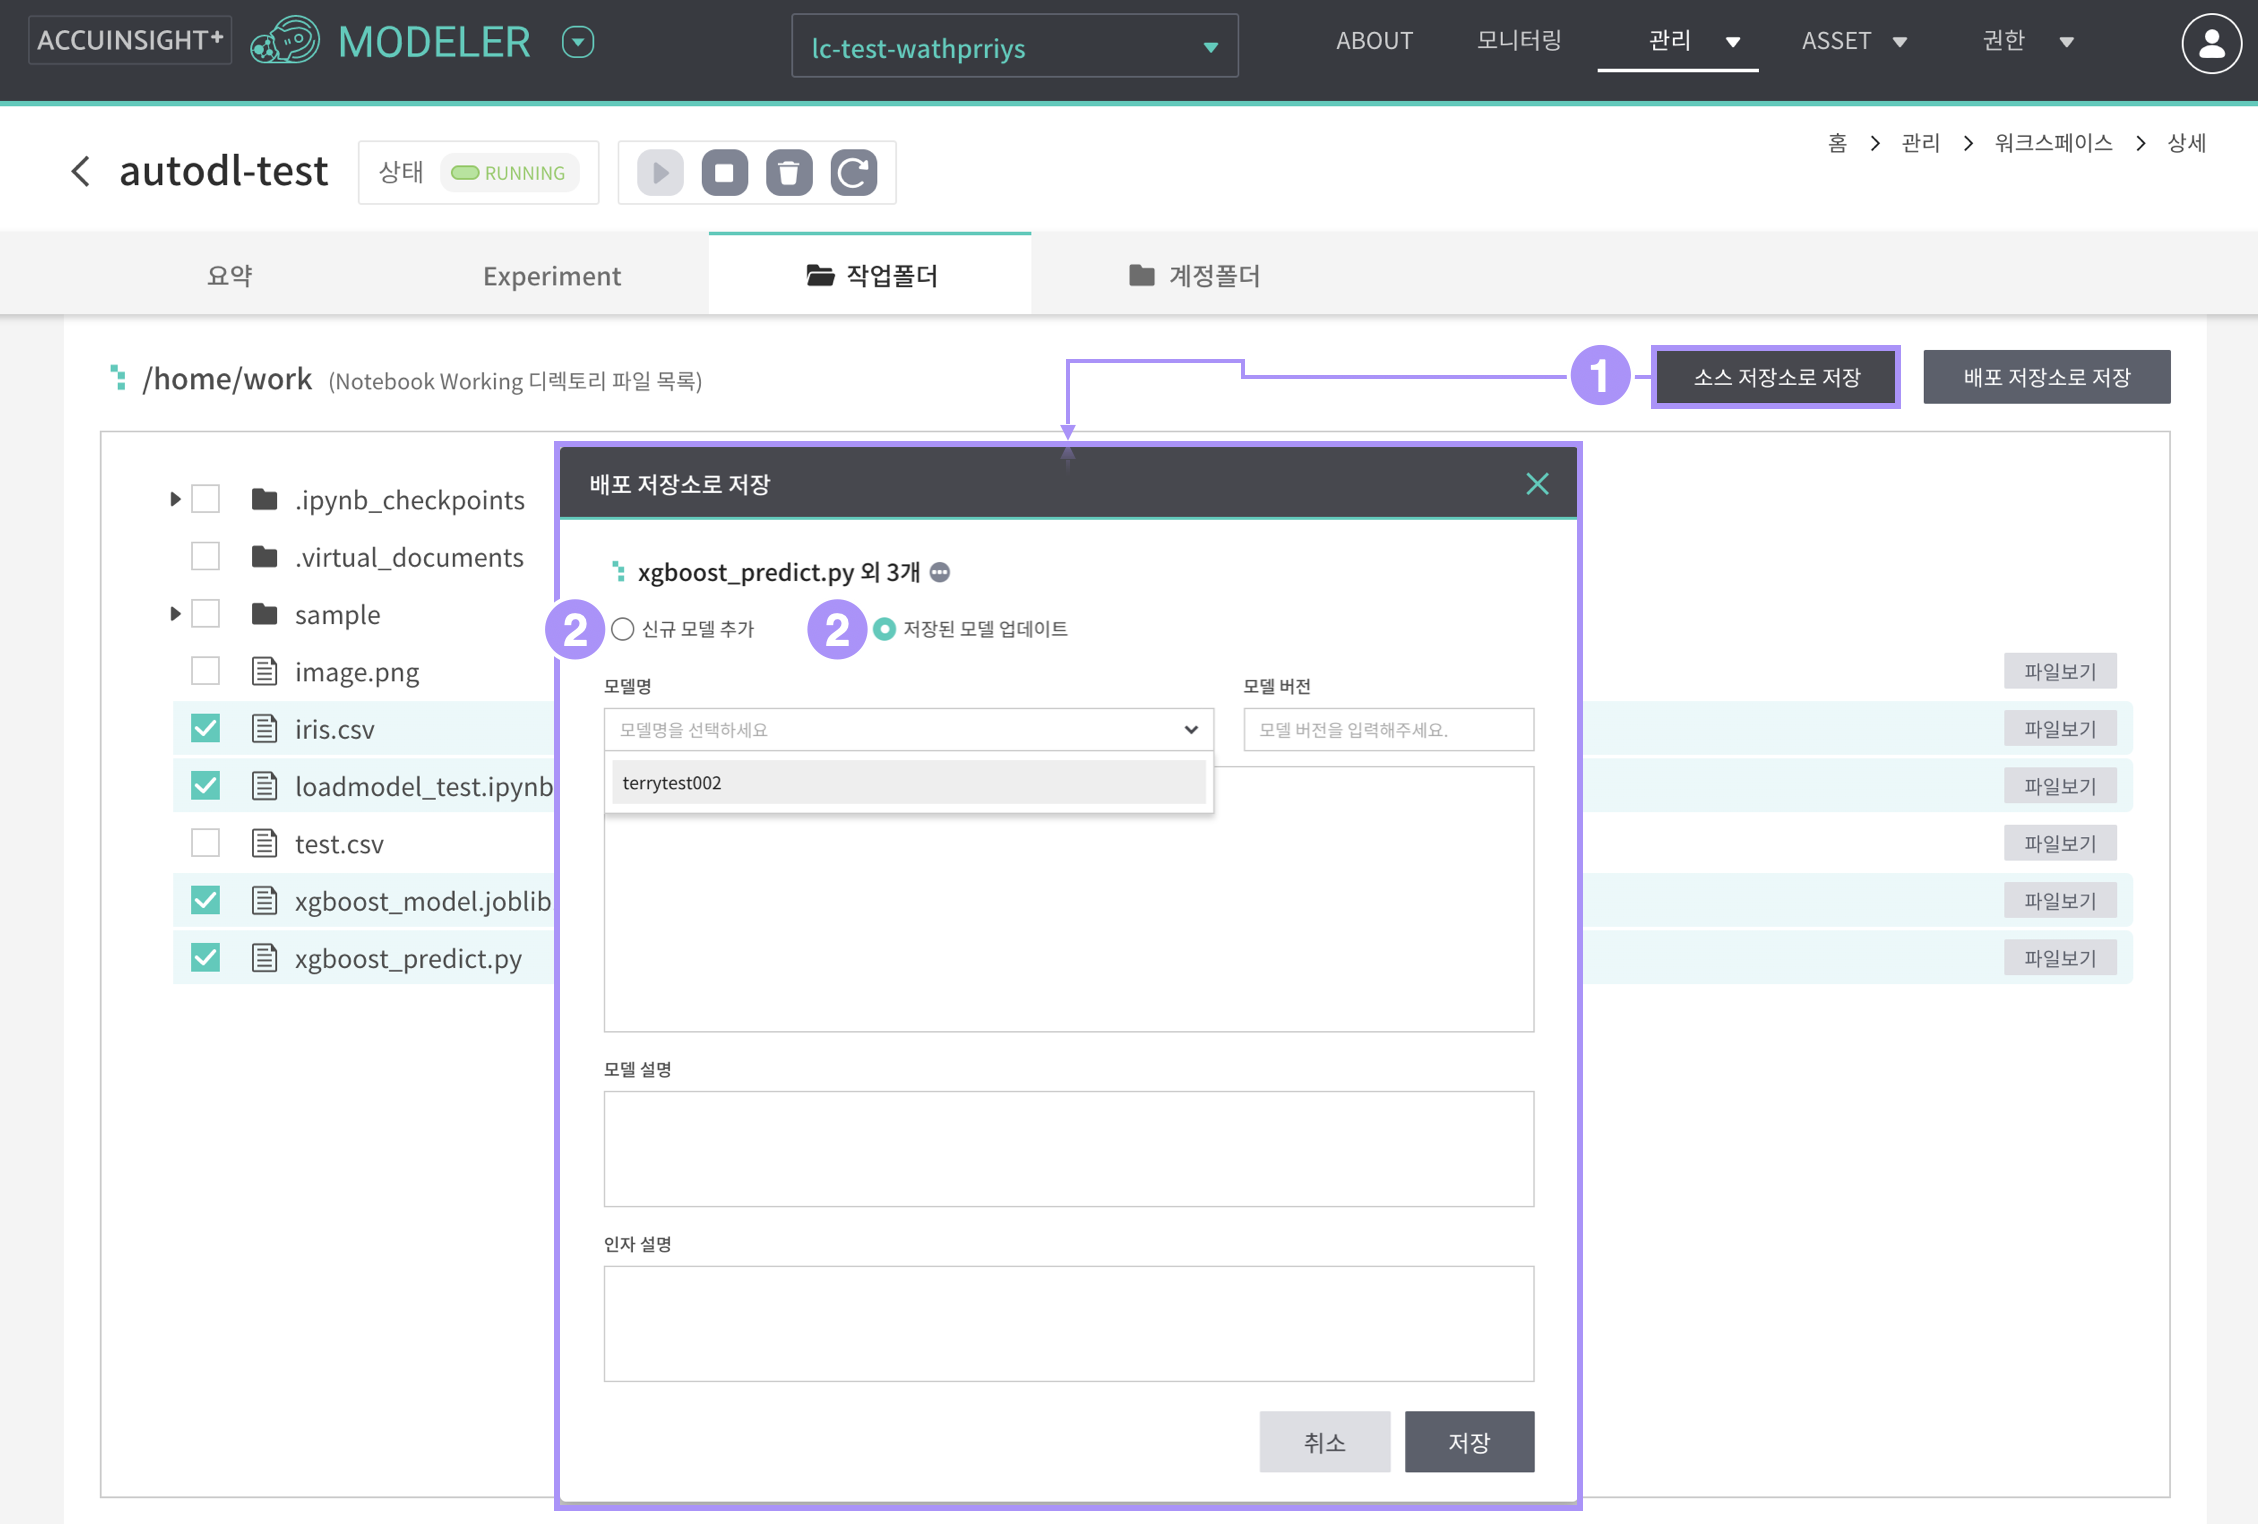 ACCUINSIGHT+ MODELER lc-test-wathprriys ABOUT 모니터링 관리 ASSET 권한
홈 > 관리 > 워크스페이스 > 상세
autodl-test 상태 RUNNING
요약 Experiment 작업폴더 계정폴더
/home/work (Notebook Working 디렉토리 파일 목록) 1 소스 저장소로 저장 배포 저장소로 저장
배포 저장소로 저장
.ipynb_checkpoints
.virtual_documents
sample
image.png 파일보기
iris.csv 파일보기
loadmodel_test.ipynb 파일보기
test.csv 파일보기
xgboost_model.joblib 파일보기
xgboost_predict.py 파일보기
xgboost_predict.py 외 3개
2 신규 모델 추가 2 저장된 모델 업데이트
모델명 모델 버전
모델명을 선택하세요 모델 버전을 입력해주세요.
terrytest002
모델 설명
인자 설명
취소 저장